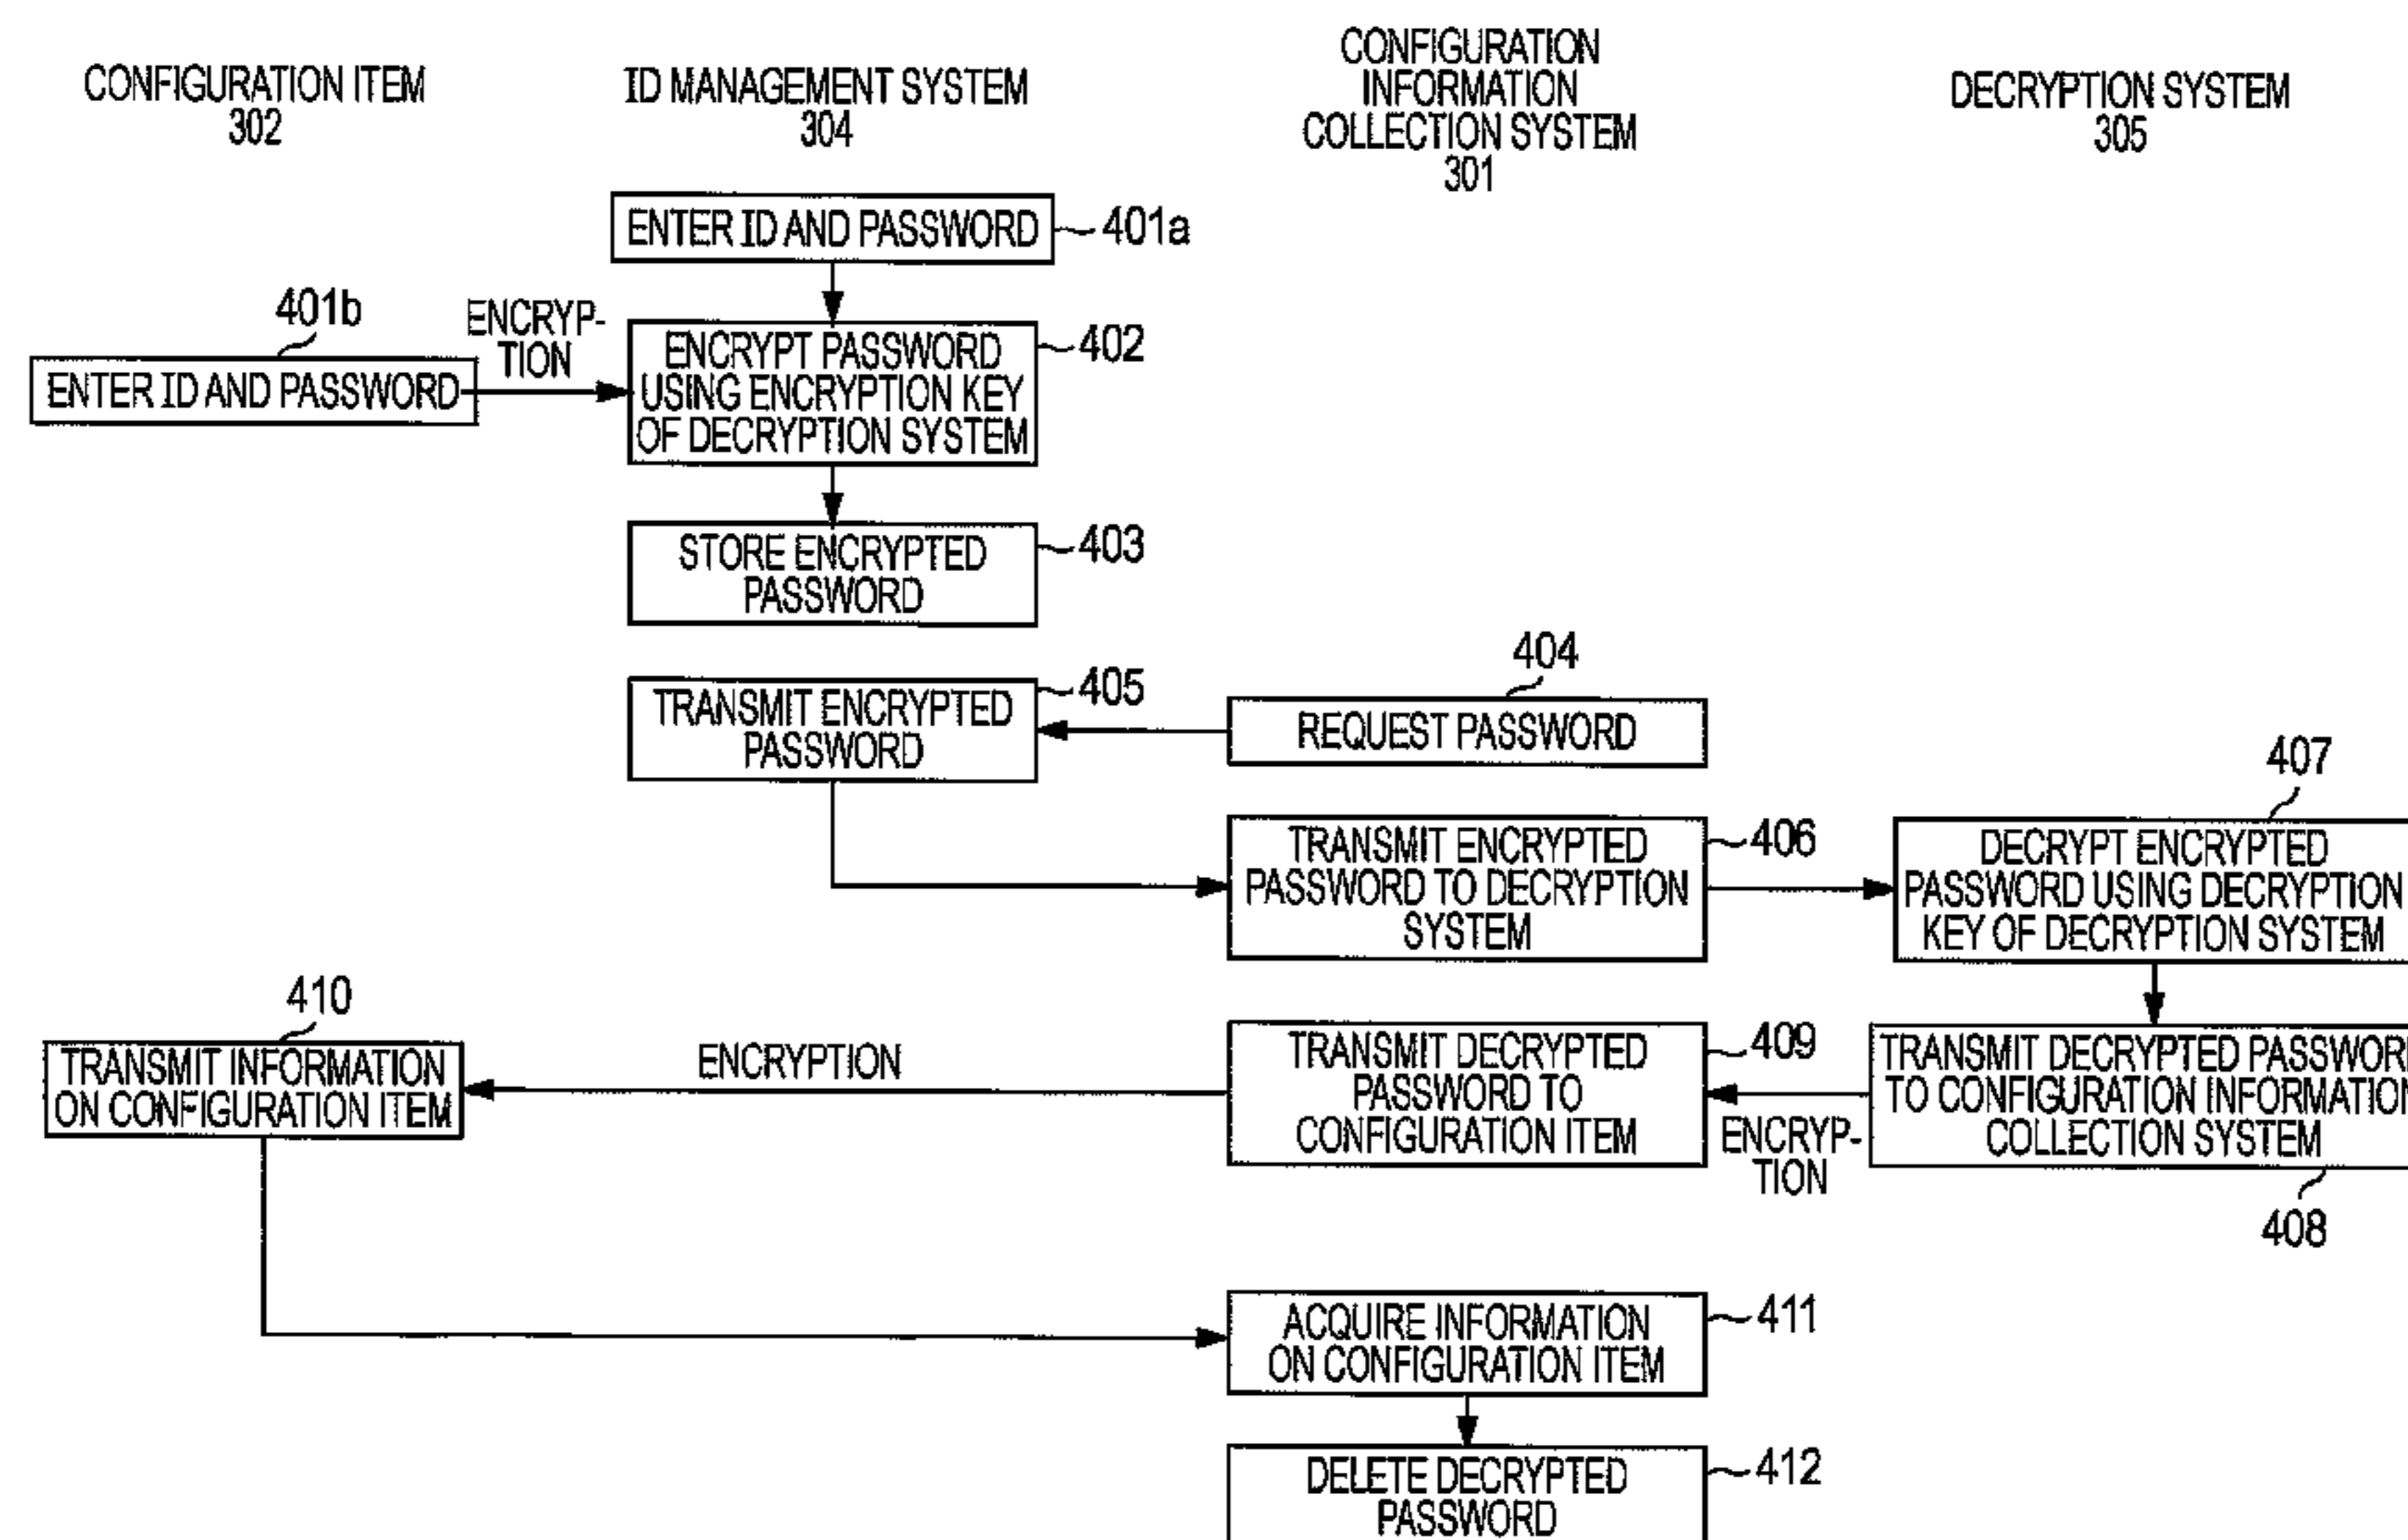 CONFIGURATION ITEM
302
ID MANAGEMENT SYSTEM
304
CONFIGURATION
INFORMATION
COLLECTION SYSTEM
301
DECRYPTION SYSTEM
305
ENTER ID AND PASSWORD
401a
401b
ENTER ID AND PASSWORD
ENCRYP-
TION
ENCRYPT PASSWORD
USING ENCRYPTION KEY
OF DECRYPTION SYSTEM
402
STORE ENCRYPTED
PASSWORD
403
404
REQUEST PASSWORD
TRANSMIT ENCRYPTED
PASSWORD
405
TRANSMIT ENCRYPTED
PASSWORD TO DECRYPTION
SYSTEM
406
407
DECRYPT ENCRYPTED
PASSWORD USING DECRYPTION
KEY OF DECRYPTION SYSTEM
TRANSMIT DECRYPTED PASSWORD
TO CONFIGURATION INFORMATION
COLLECTION SYSTEM
408
ENCRYP-
TION
TRANSMIT DECRYPTED
PASSWORD TO
CONFIGURATION ITEM
409
ENCRYPTION
410
TRANSMIT INFORMATION
ON CONFIGURATION ITEM
ACQUIRE INFORMATION
ON CONFIGURATION ITEM
411
DELETE DECRYPTED
PASSWORD
412